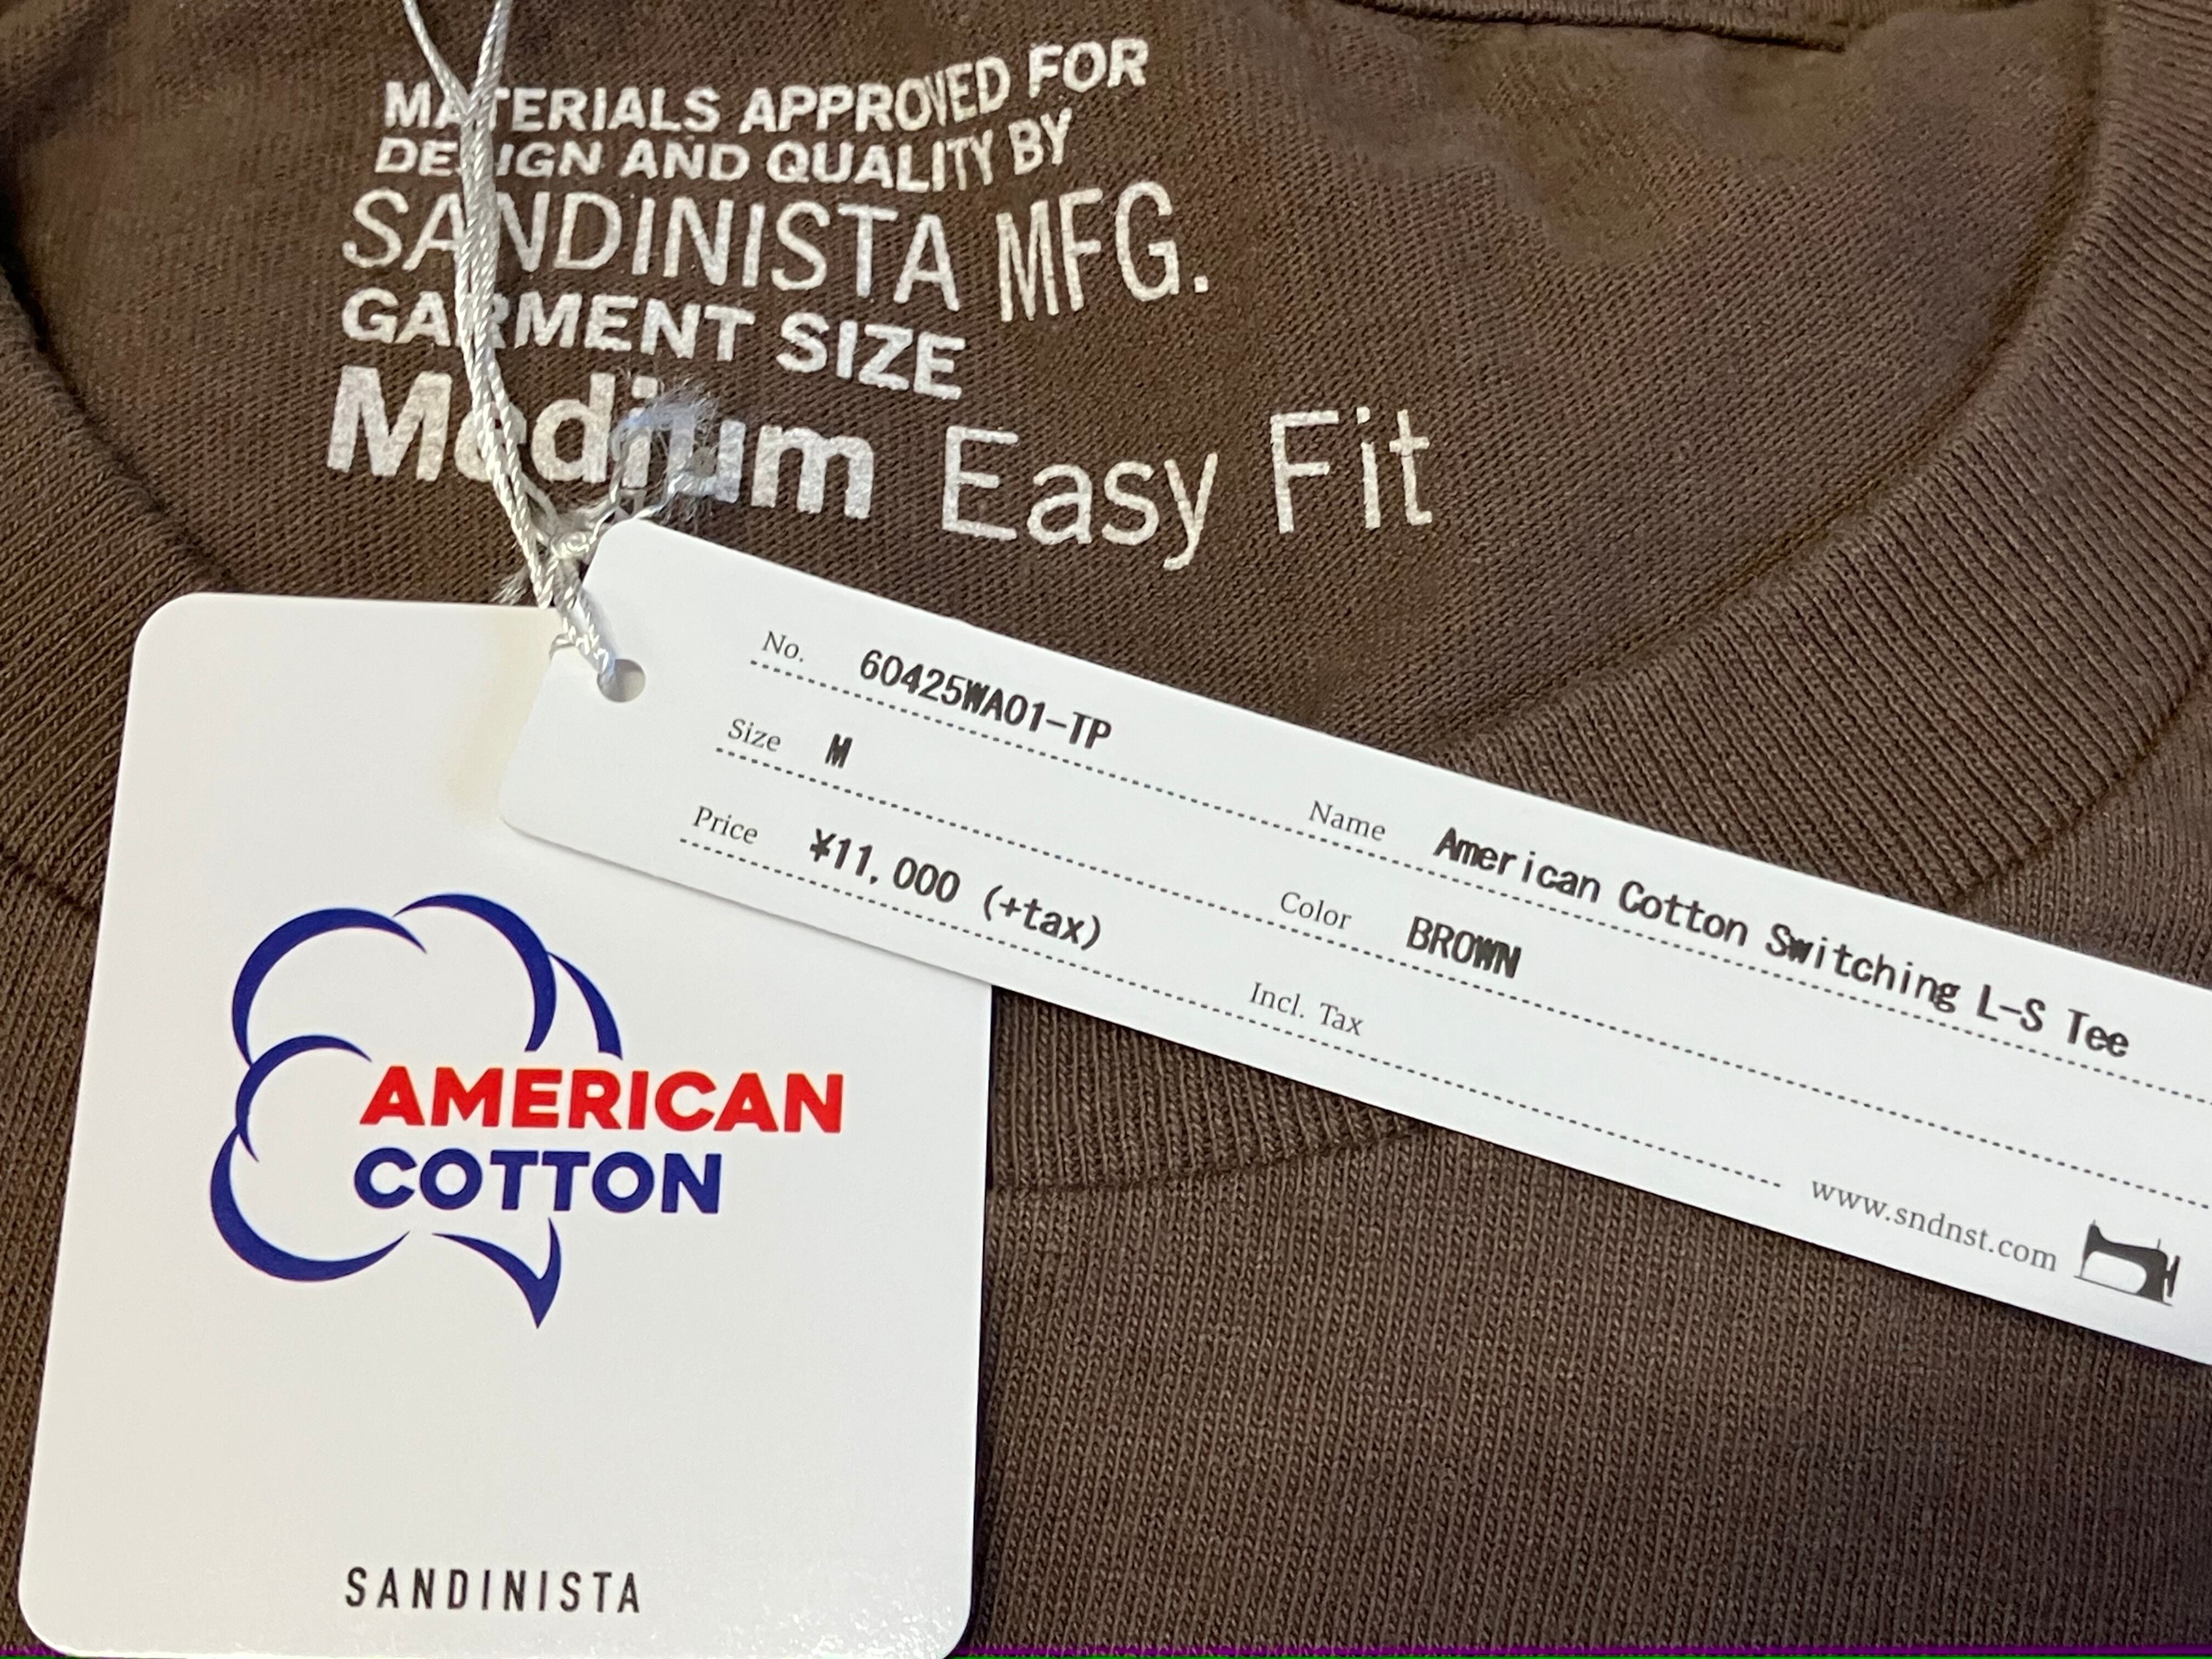 MATERIALS APPROVED FOR
DESIGN AND QUALITY BY
SANDINISTA MFG.
GARMENT SIZE
Medium Easy Fit
No. 60425WA01-TP
Name American Cotton Switching L-S Tee
Size M
Color BROWN
Price ¥11,000 (+tax)
Incl. Tax
www.sndnst.com
AMERICAN
COTTON
SANDINISTA